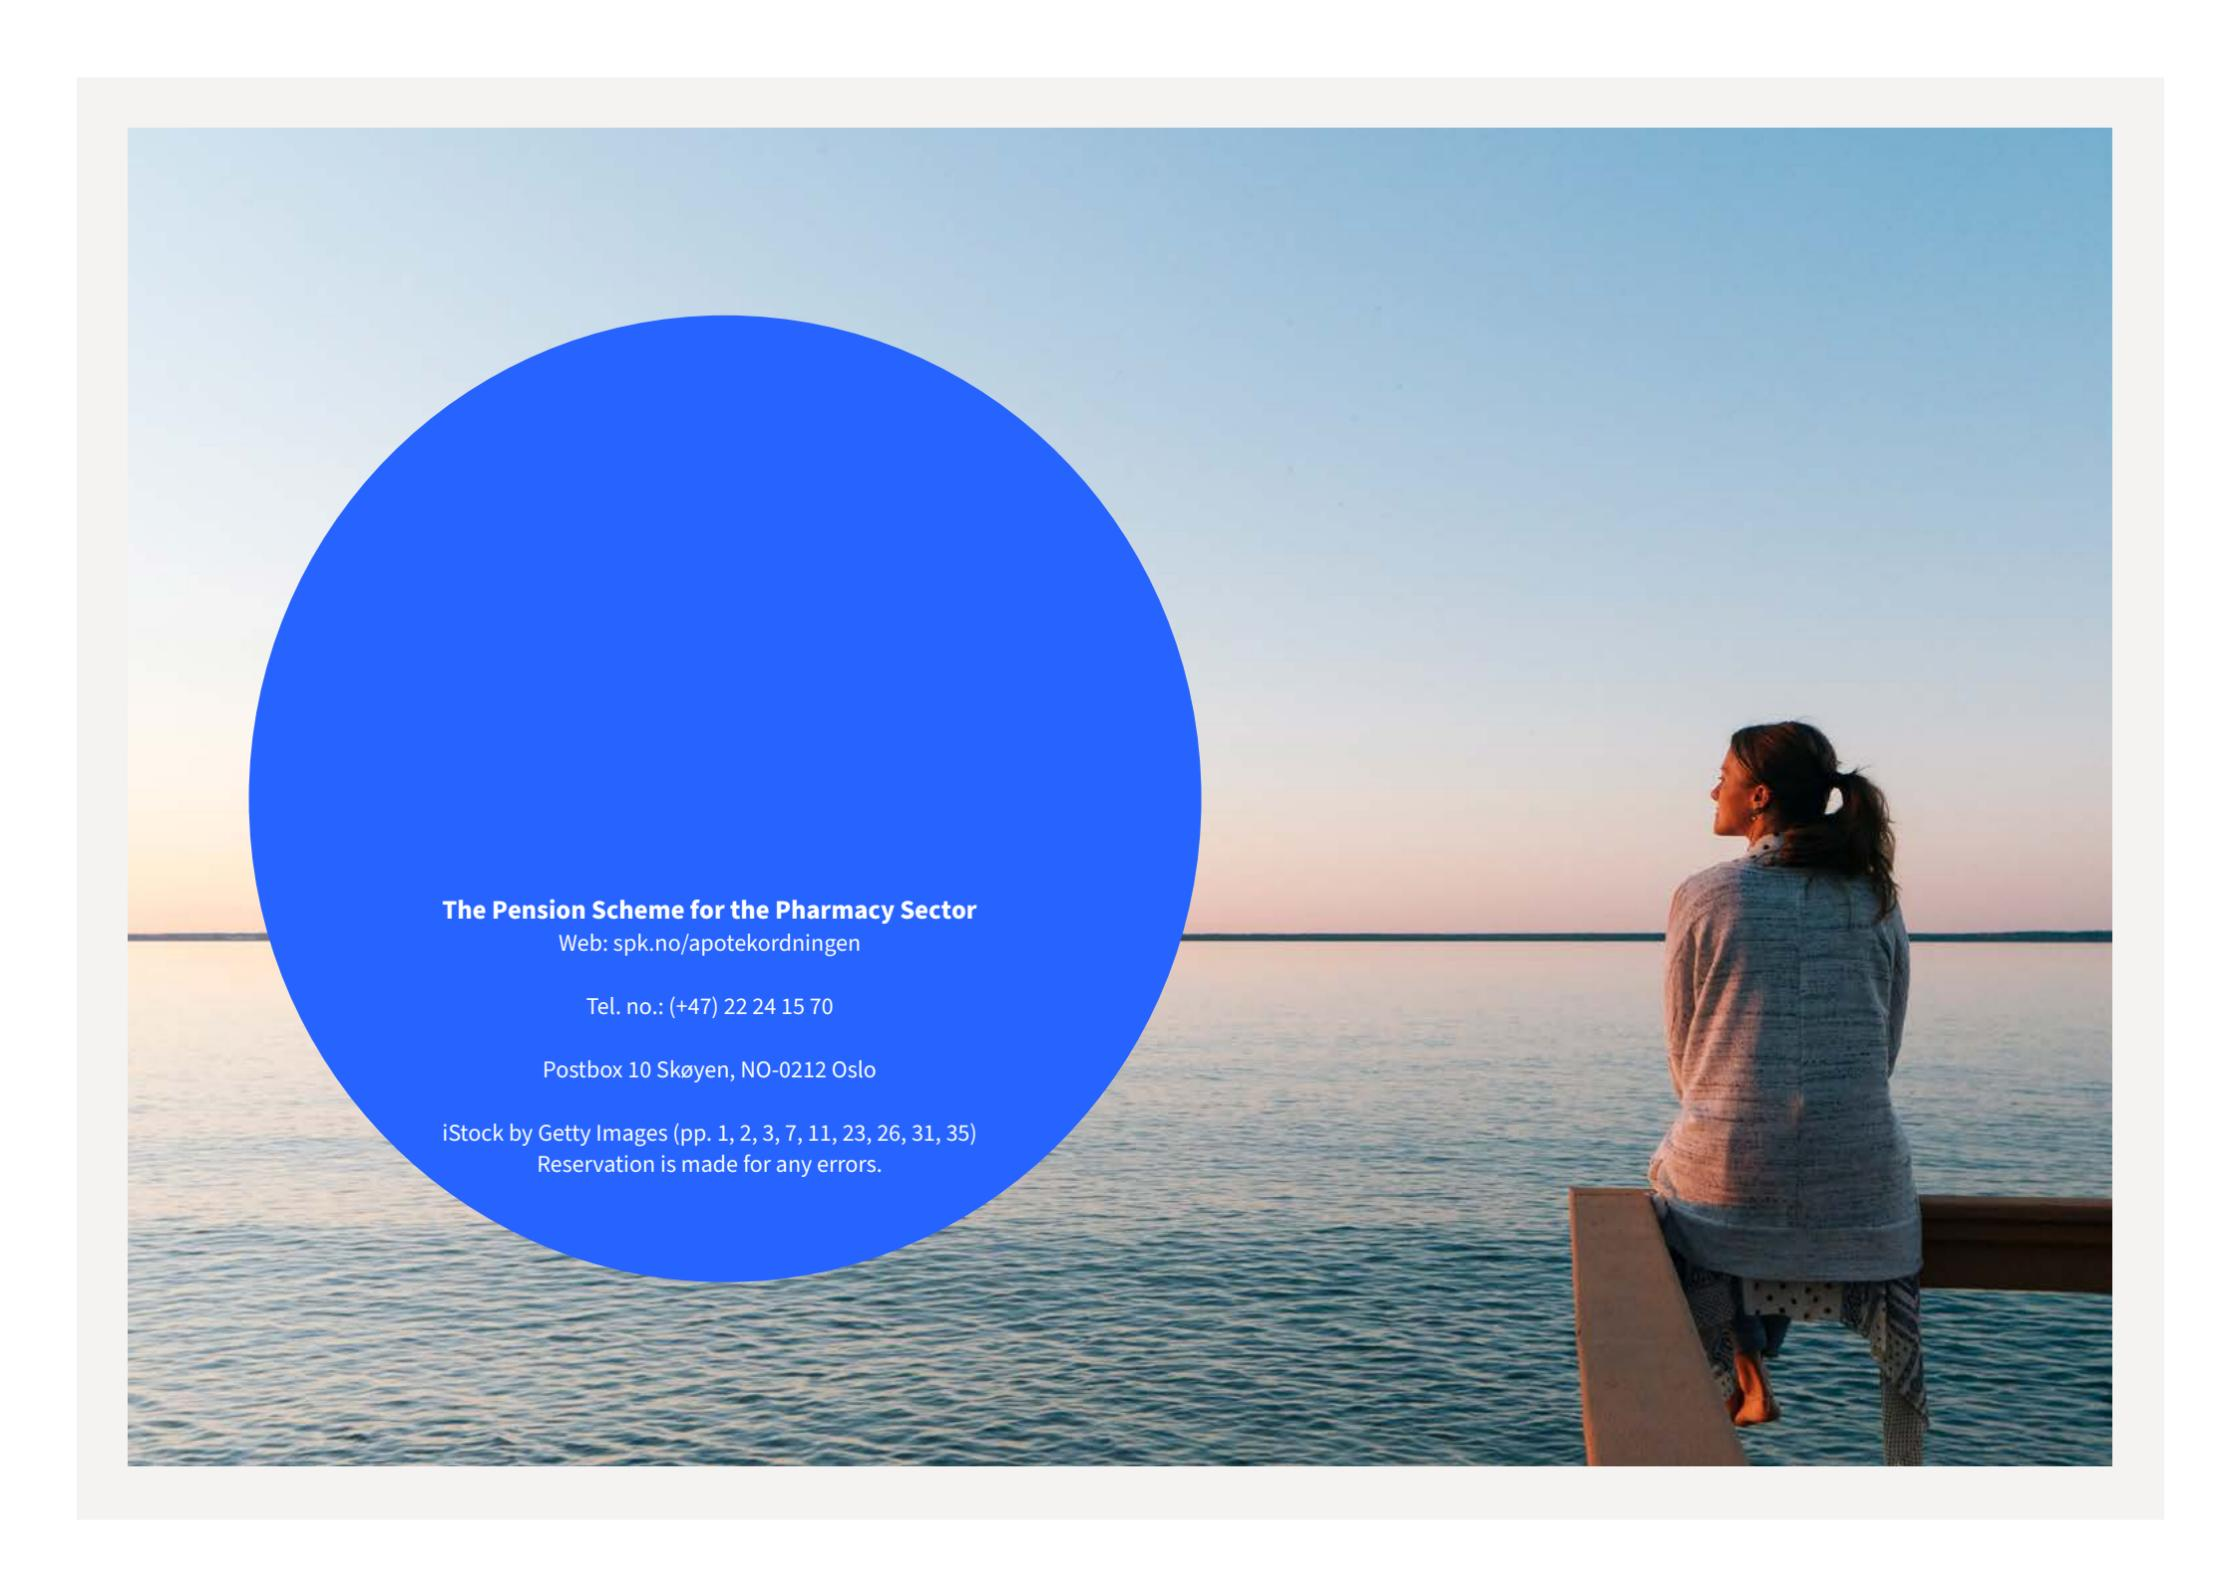 The Pension Scheme for the Pharmacy Sector
Web: spk.no/apotekordningen
Tel. no.: (+47) 22 24 15 70
Postbox 10 Skøyen, NO-0212 Oslo
iStock by Getty Images (pp. 1, 2, 3, 7, 11, 23, 26, 31, 35)
Reservation is made for any errors.